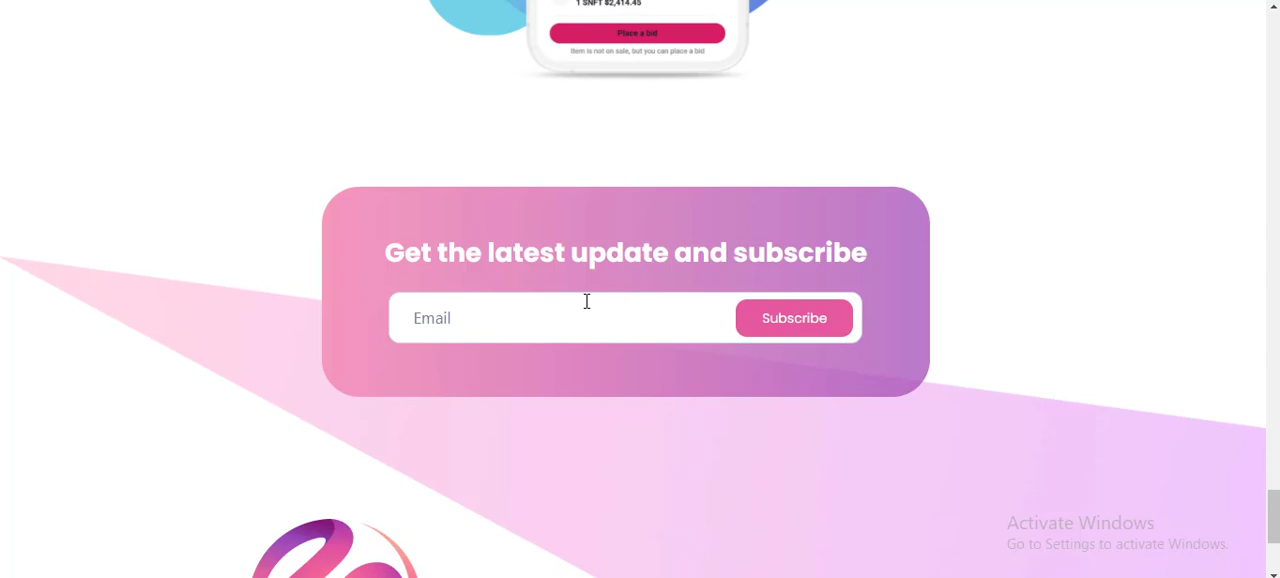 1 SNFT $2,414.45
Place a bid
Item is not on sale, but you can place a bid
Get the latest update and subscribe
Email
Subscribe
Activate Windows
Go to Settings to activate Windows.